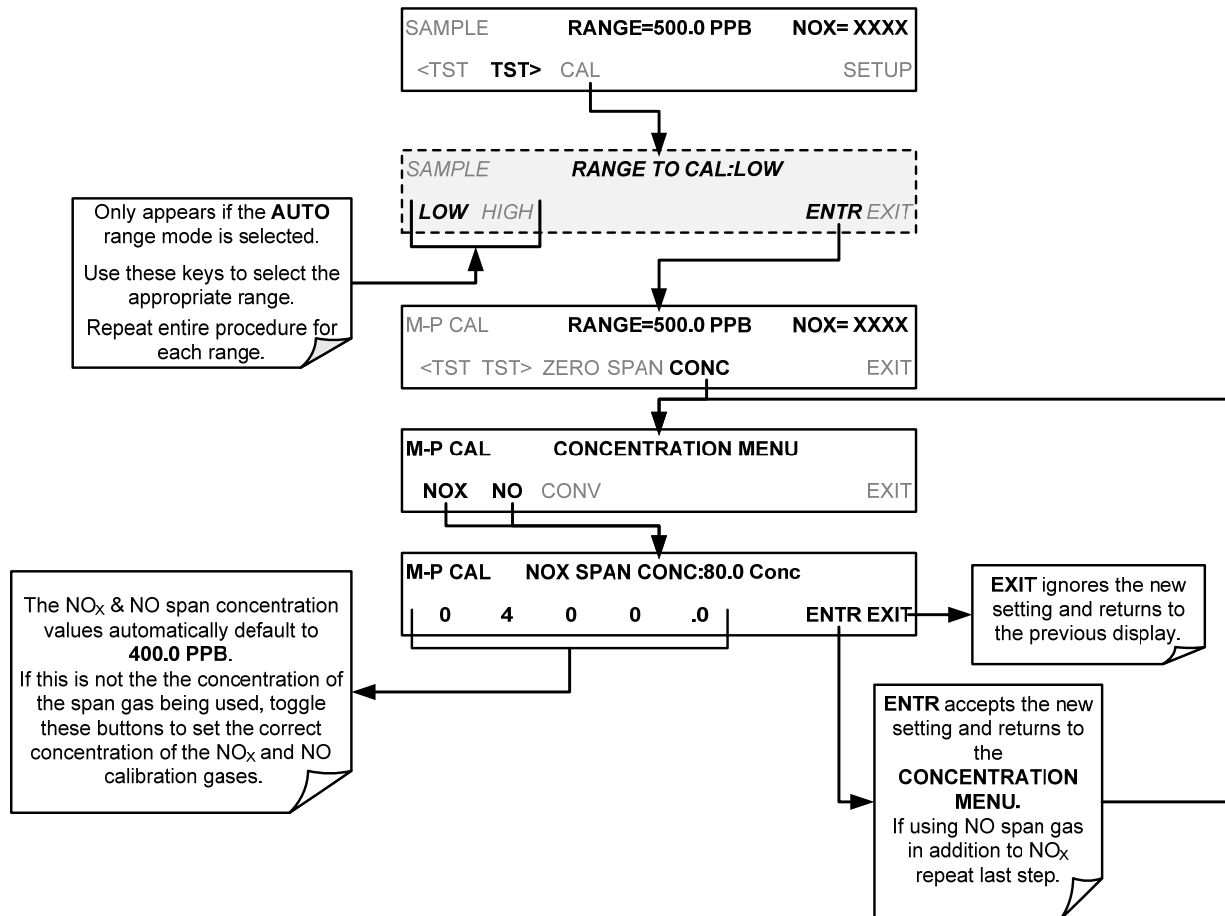 SAMPLE RANGE=500.0 PPB NOX= XXXX
<TST TST> CAL SETUP
SAMPLE RANGE TO CAL:LOW
LOW HIGH ENTR EXIT
Only appears if the AUTO
range mode is selected.
Use these keys to select the
appropriate range.
Repeat entire procedure for
each range.
M-P CAL RANGE=500.0 PPB NOX= XXXX
<TST TST> ZERO SPAN CONC EXIT
M-P CAL CONCENTRATION MENU
NOX NO CONV EXIT
M-P CAL NOX SPAN CONC:80.0 Conc
0 4 0 0 .0 ENTR EXIT
The NOX & NO span concentration
values automatically default to
400.0 PPB.
If this is not the the concentration of
the span gas being used, toggle
these buttons to set the correct
concentration of the NOX and NO
calibration gases.
EXIT ignores the new
setting and returns to
the previous display.
ENTR accepts the new
setting and returns to
the
CONCENTRATION
MENU.
If using NO span gas
in addition to NOX
repeat last step.